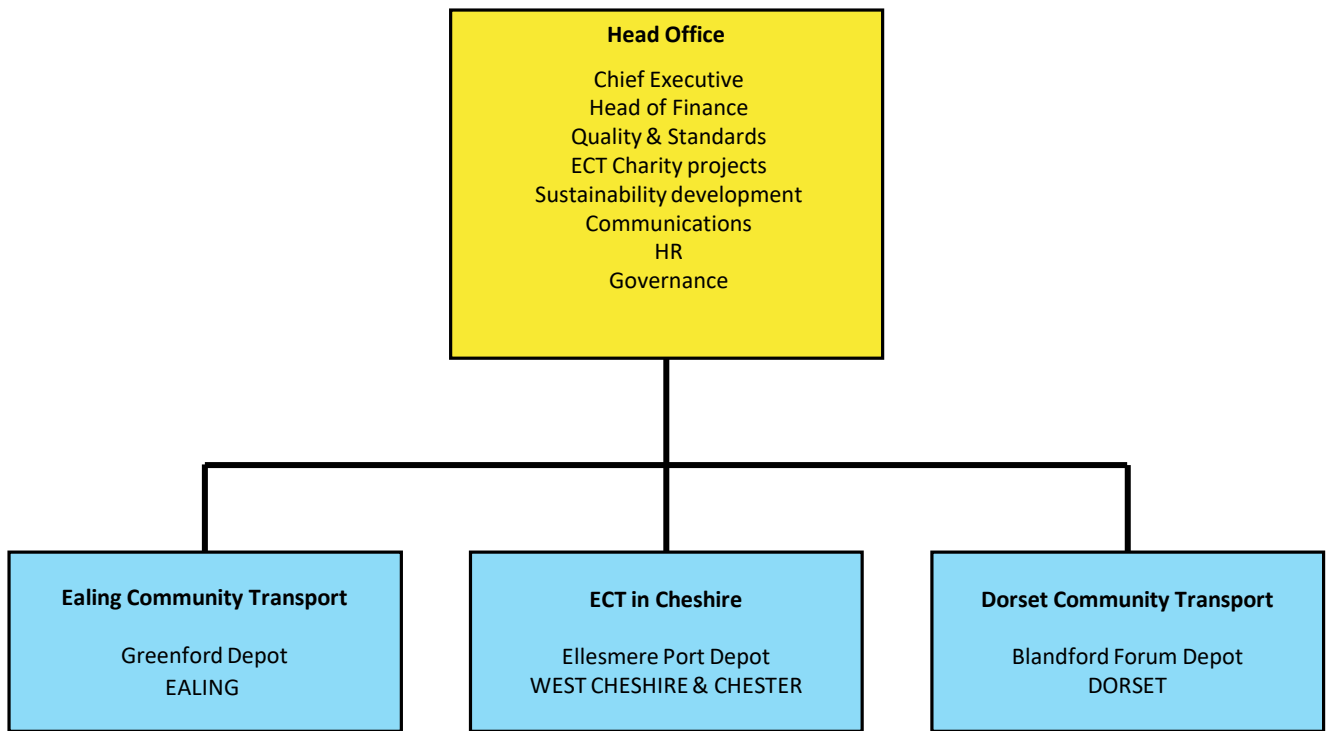 Head Office
Chief Executive
Head of Finance
Quality & Standards
ECT Charity projects
Sustainability development
Communications
HR
Governance
Ealing Community Transport
Greenford Depot
EALING
ECT in Cheshire
Ellesmere Port Depot
WEST CHESHIRE & CHESTER
Dorset Community Transport
Blandford Forum Depot
DORSET